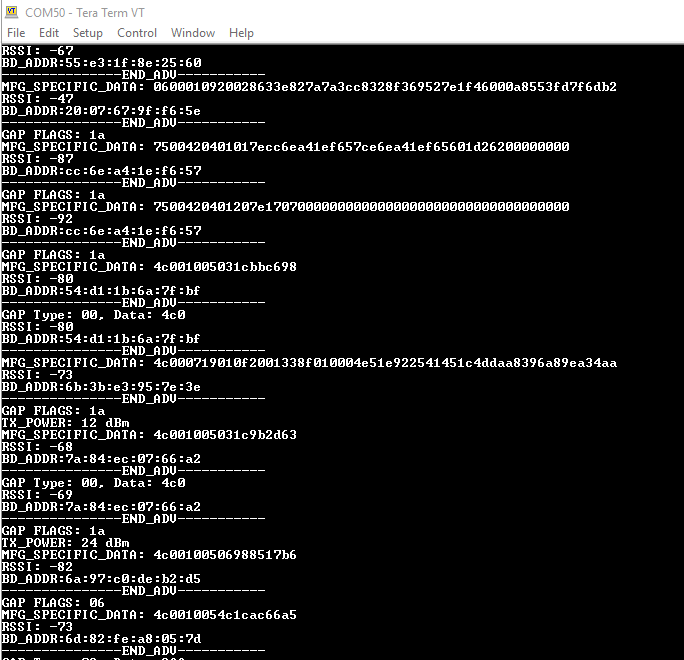 COM50 - Tera Term VT
File Edit Setup Control Window Help
RSSI: -67
BD_ADDR:55:e3:1f:8e:25:60
---------------END_ADV-----------
MFG_SPECIFIC_DATA: 0600010920028633e827a7a3cc8328f369527e1f46000a8553fd7f6db2
RSSI: -47
BD_ADDR:20:07:67:9f:f6:5e
---------------END_ADV-----------
GAP FLAGS: 1a
MFG_SPECIFIC_DATA: 7500420401017ecc6ea41ef657ce6ea41ef65601d26200000000
RSSI: -87
BD_ADDR:cc:6e:a4:1e:f6:57
---------------END_ADV-----------
GAP FLAGS: 1a
MFG_SPECIFIC_DATA: 7500420401207e17070000000000000000000000000000000000
RSSI: -92
BD_ADDR:cc:6e:a4:1e:f6:57
---------------END_ADV-----------
GAP FLAGS: 1a
MFG_SPECIFIC_DATA: 4c001005031cbbc698
RSSI: -80
BD_ADDR:54:d1:1b:6a:7f:bf
---------------END_ADV-----------
GAP Type: 00, Data: 4c0
RSSI: -80
BD_ADDR:54:d1:1b:6a:7f:bf
---------------END_ADV-----------
MFG_SPECIFIC_DATA: 4c000719010f2001338f010004e51e922541451c4ddaa8396a89ea34aa
RSSI: -73
BD_ADDR:6b:3b:e3:95:7e:3e
---------------END_ADV-----------
GAP FLAGS: 1a
TX_POWER: 12 dBm
MFG_SPECIFIC_DATA: 4c001005031c9b2d63
RSSI: -68
BD_ADDR:7a:84:ec:07:66:a2
---------------END_ADV-----------
GAP Type: 00, Data: 4c0
RSSI: -69
BD_ADDR:7a:84:ec:07:66:a2
---------------END_ADV-----------
GAP FLAGS: 1a
TX_POWER: 24 dBm
MFG_SPECIFIC_DATA: 4c00100506988517b6
RSSI: -82
BD_ADDR:6a:97:c0:de:b2:d5
---------------END_ADV-----------
GAP FLAGS: 06
MFG_SPECIFIC_DATA: 4c0010054c1cac66a5
RSSI: -73
BD_ADDR:6d:82:fe:a8:05:7d
---------------END_ADV-----------